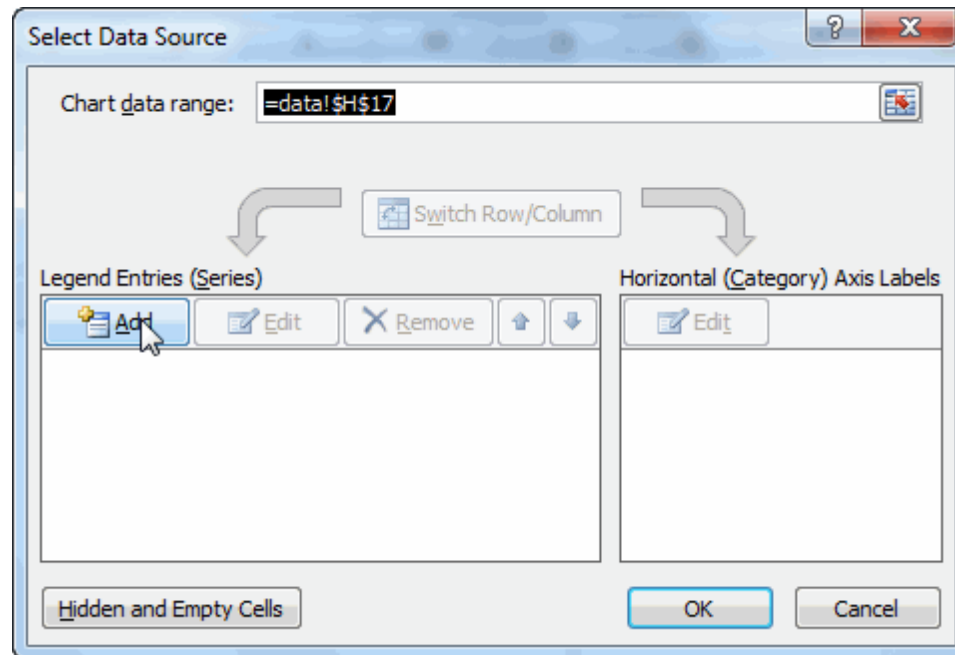 Select Data Source
Chart data range: =data!$H$17
Switch Row/Column
Legend Entries (Series)
Horizontal (Category) Axis Labels
Add Edit Remove
Edit
Hidden and Empty Cells
OK Cancel